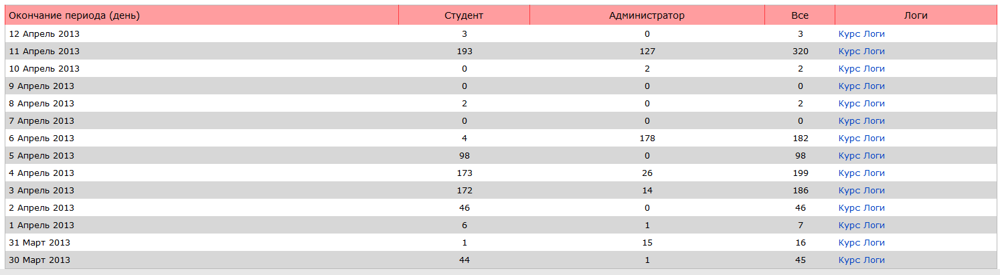 Окончание периода (день) Студент Администратор Все Логи
12 Апрель 2013 3 0 3 Курс Логи
11 Апрель 2013 193 127 320 Курс Логи
10 Апрель 2013 0 2 2 Курс Логи
9 Апрель 2013 0 0 0 Курс Логи
8 Апрель 2013 2 0 2 Курс Логи
7 Апрель 2013 0 0 0 Курс Логи
6 Апрель 2013 4 178 182 Курс Логи
5 Апрель 2013 98 0 98 Курс Логи
4 Апрель 2013 173 26 199 Курс Логи
3 Апрель 2013 172 14 186 Курс Логи
2 Апрель 2013 46 0 46 Курс Логи
1 Апрель 2013 6 1 7 Курс Логи
31 Март 2013 1 15 16 Курс Логи
30 Март 2013 44 1 45 Курс Логи